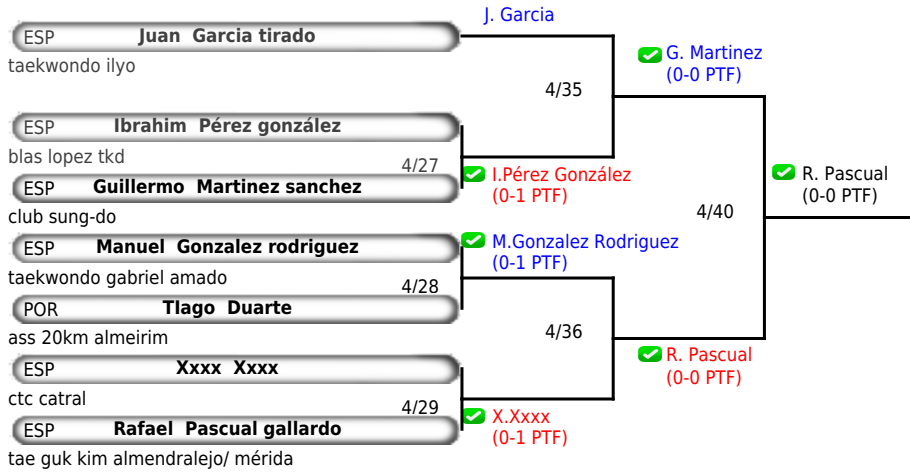 J. Garcia
ESP Juan Garcia tirado
taekwondo ilyo
G. Martinez
(0-0 PTF)
4/35
ESP Ibrahim Pérez gonzález
blas lopez tkd
4/27
I.Pérez González
(0-1 PTF)
ESP Guillermo Martinez sanchez
club sung-do
R. Pascual
(0-0 PTF)
4/40
ESP Manuel Gonzalez rodriguez
taekwondo gabriel amado
M.Gonzalez Rodriguez
(0-1 PTF)
4/28
POR TIago Duarte
ass 20km almeirim
4/36
ESP Xxxx Xxxx
ctc catral
R. Pascual
(0-0 PTF)
4/29
X.Xxxx
(0-1 PTF)
ESP Rafael Pascual gallardo
tae guk kim almendralejo/ mérida